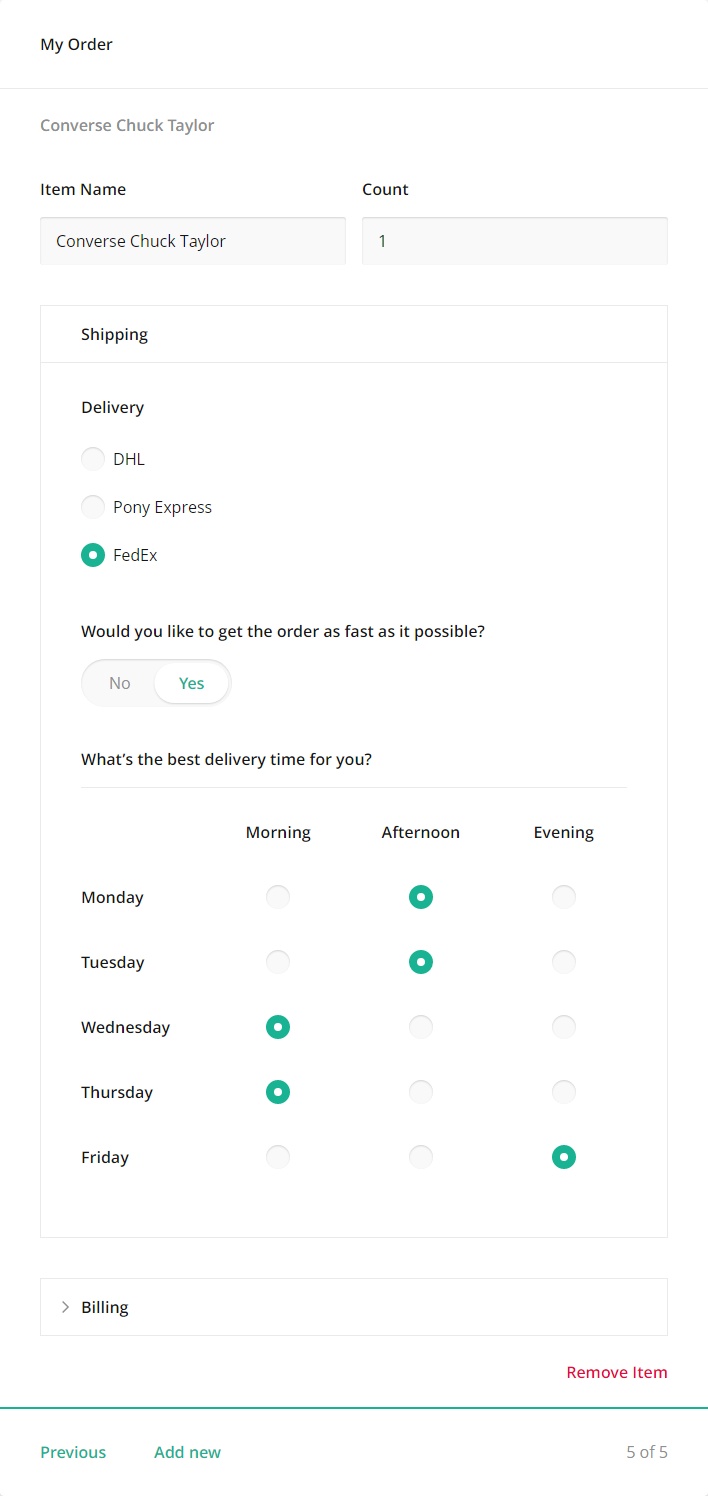 My Order
Converse Chuck Taylor
Item Name Count
Converse Chuck Taylor 1
Shipping
Delivery
DHL
Pony Express
FedEx
Would you like to get the order as fast as it possible?
No Yes
What’s the best delivery time for you?
Morning Afternoon Evening
Monday
Tuesday
Wednesday
Thursday
Friday
Billing
Remove Item
Previous Add new 5 of 5